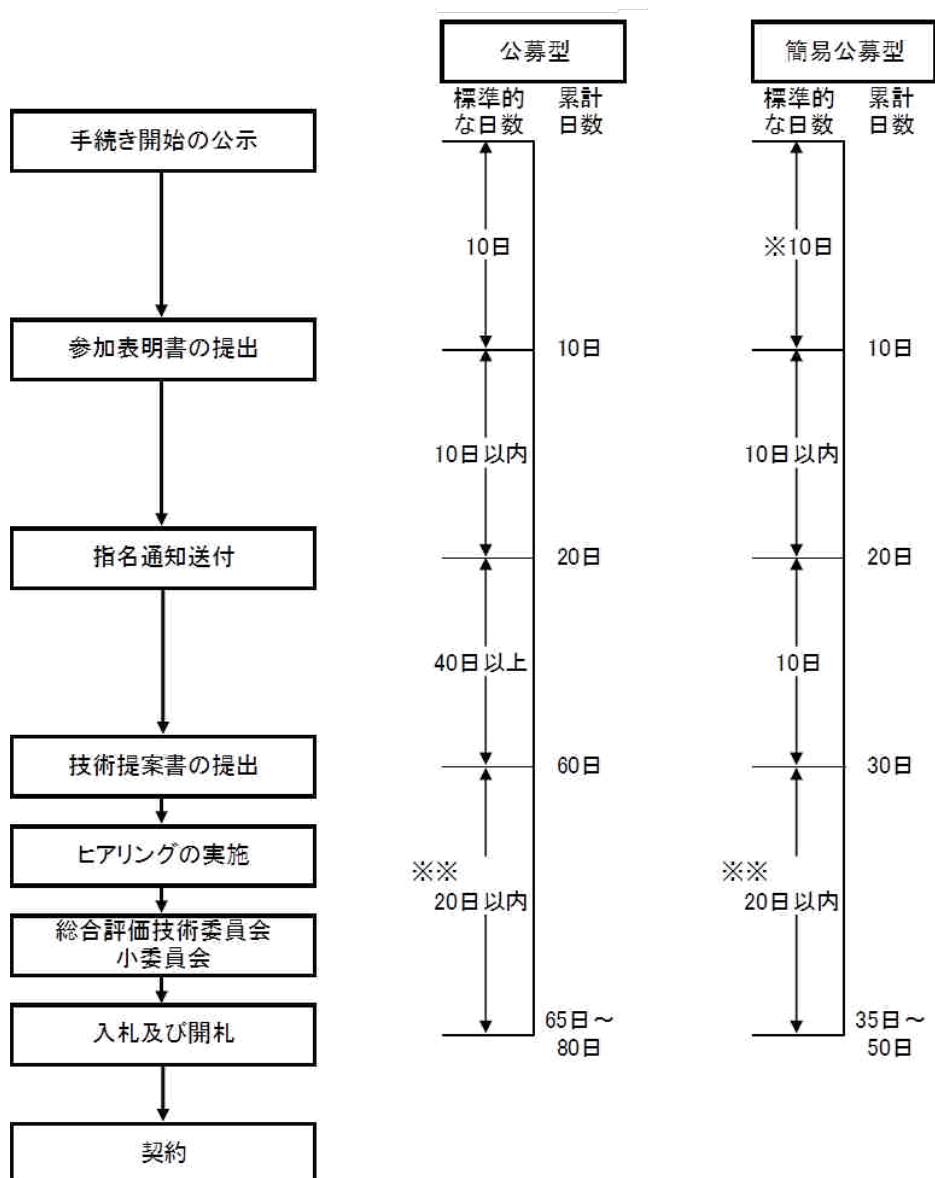 公募型
簡易公募型
標準的
な日数
累計
日数
標準的
な日数
累計
日数
手続き開始の公示
10日
※10日
参加表明書の提出
10日
10日
10日以内
10日以内
指名通知送付
20日
20日
40日以上
10日
技術提案書の提出
60日
30日
ヒアリングの実施
※※
20日以内
※※
20日以内
総合評価技術委員会
小委員会
入札及び開札
65日～
80日
35日～
50日
契約